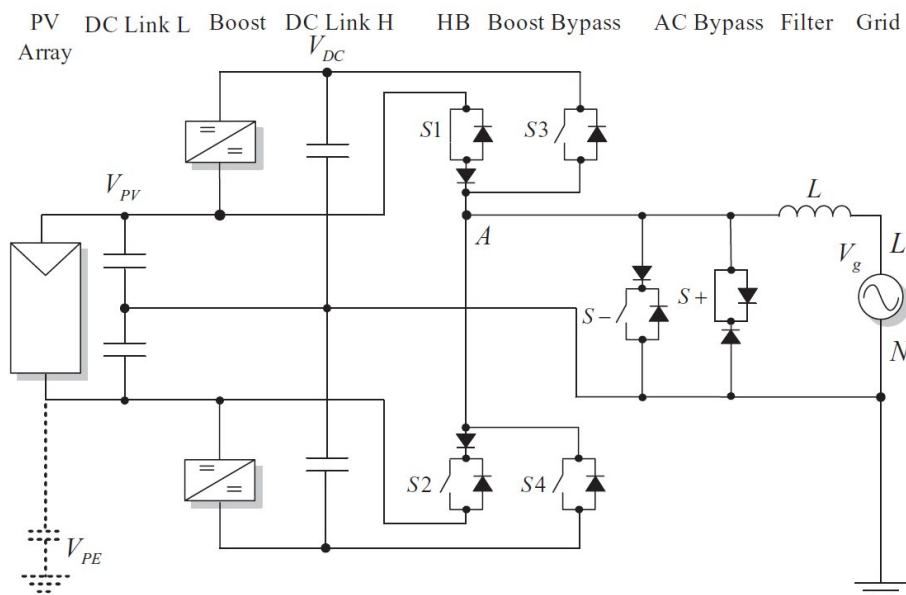 PV Array DC Link L Boost DC Link H HB Boost Bypass AC Bypass Filter Grid
V_DC
S1 S3
V_PV
L
A
V_g L
S- S+
N
S2 S4
V_PE